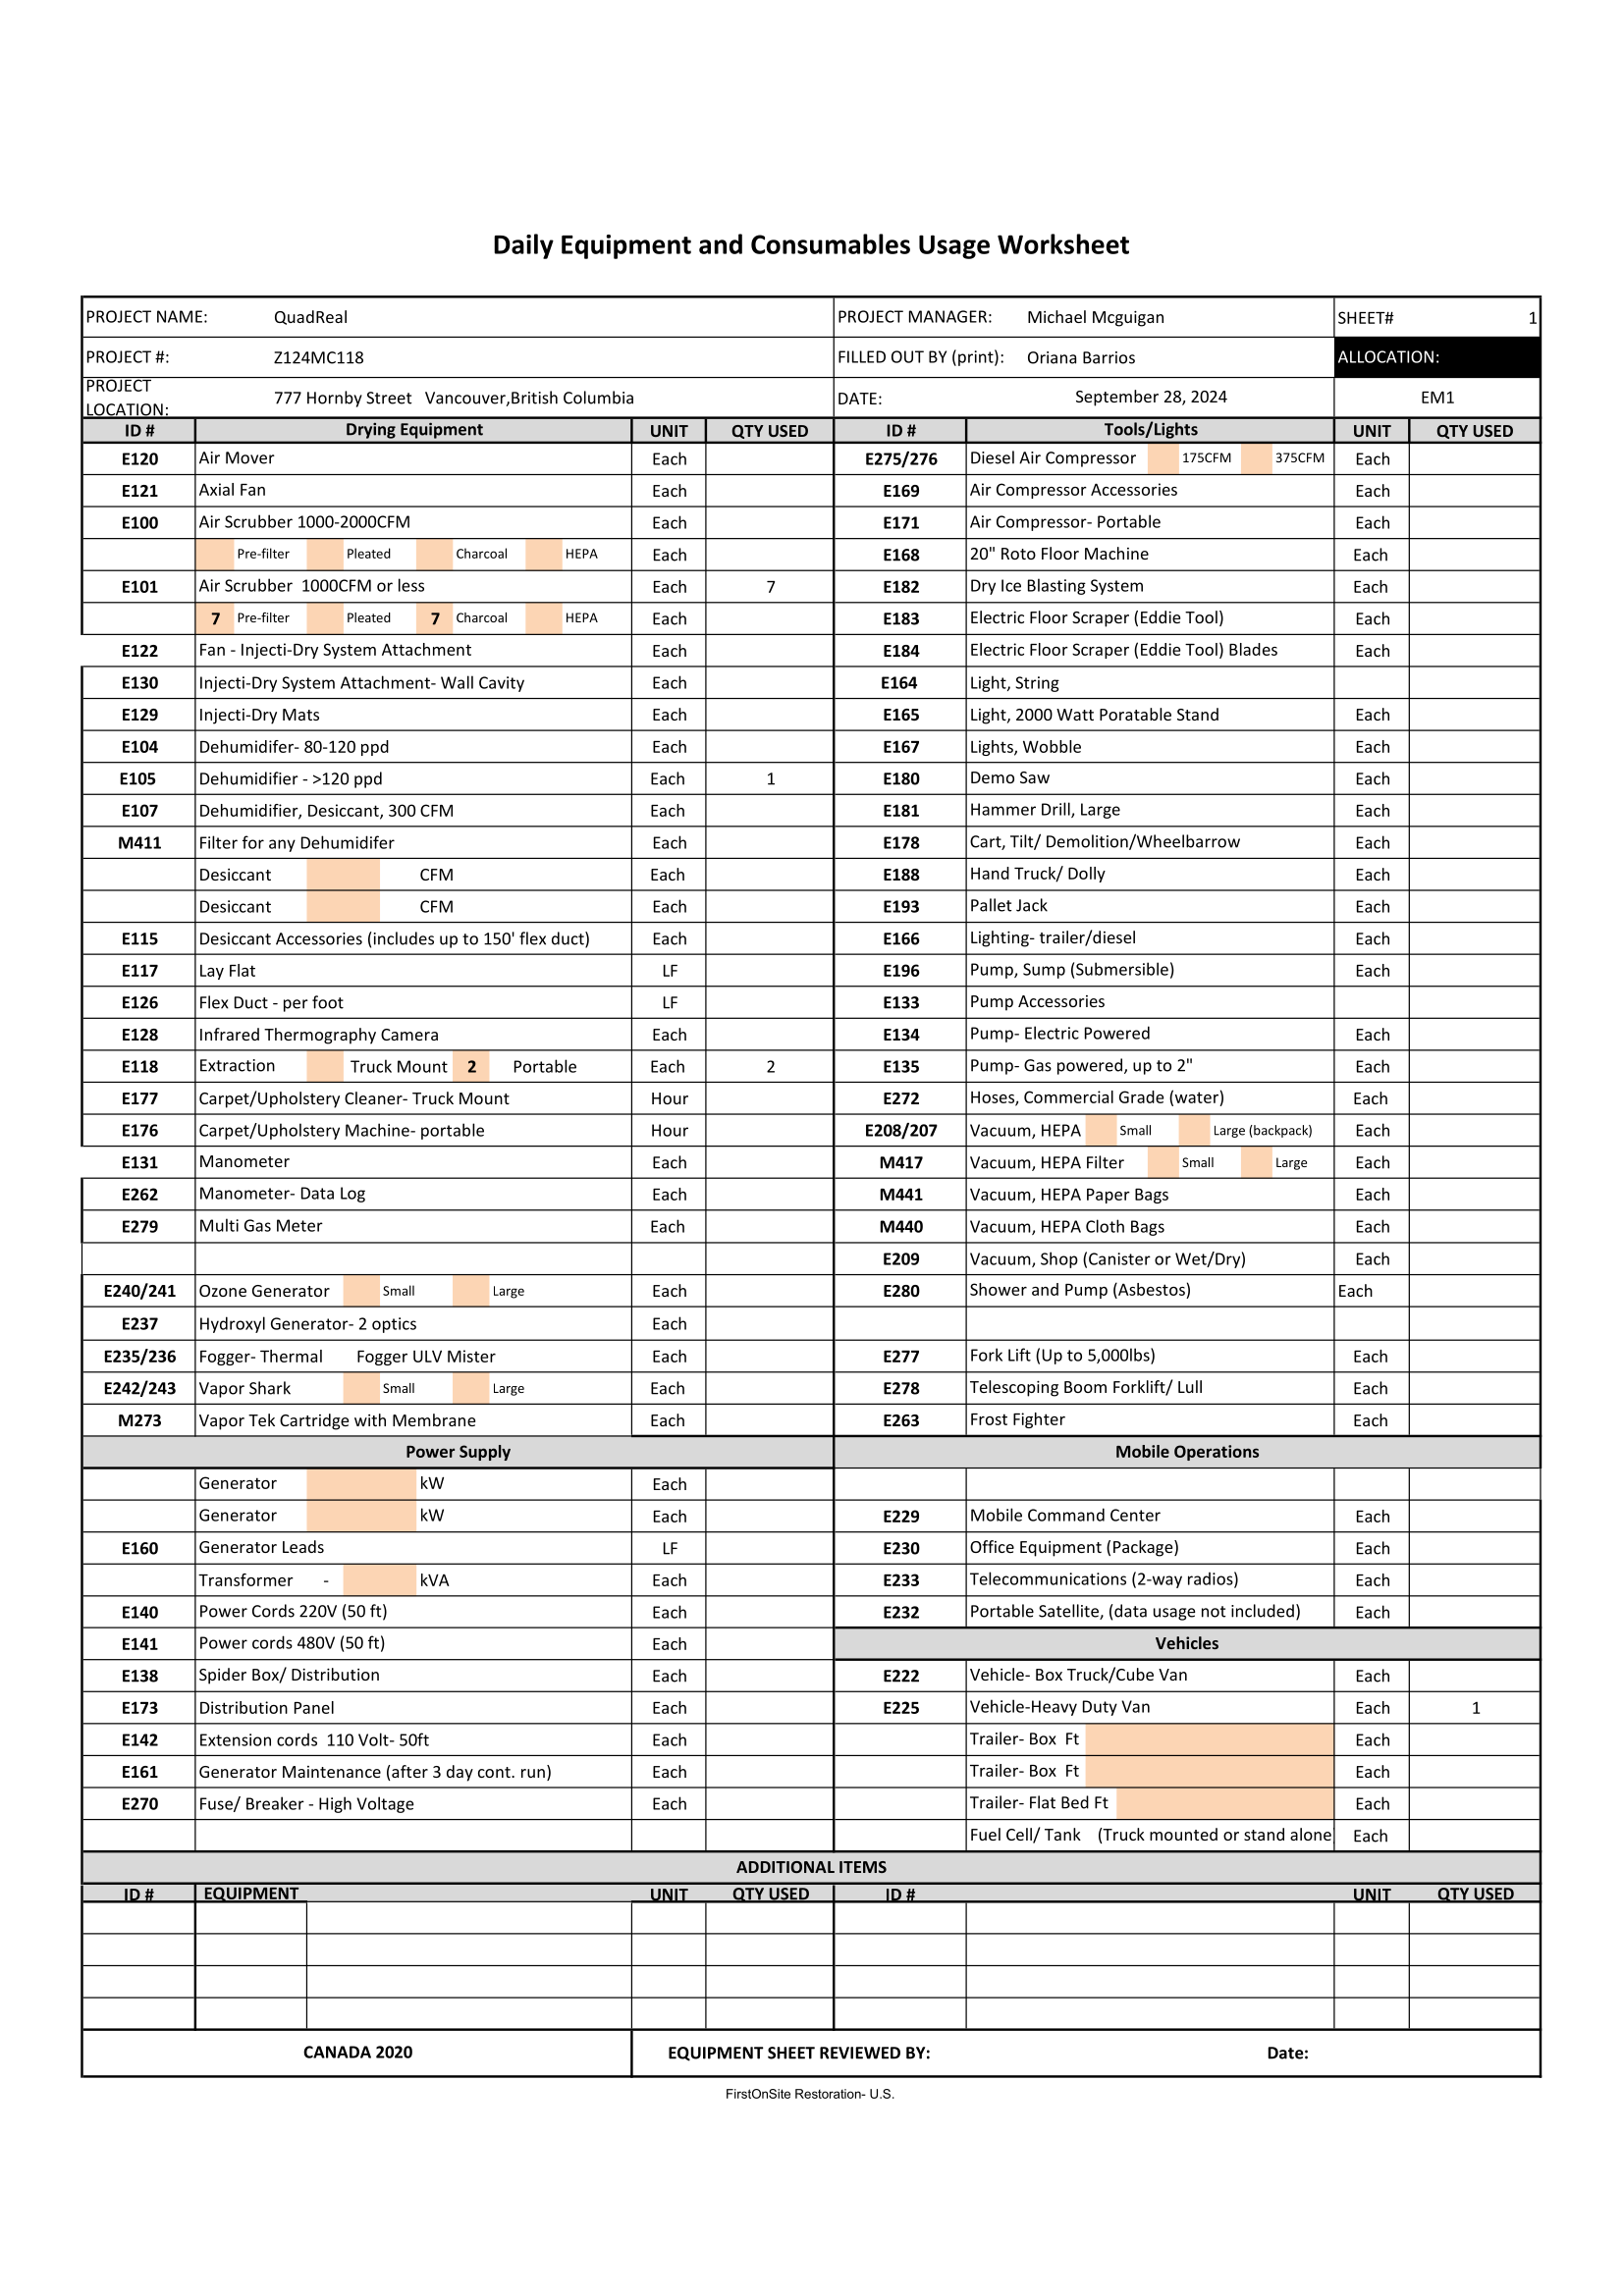 Daily Equipment and Consumables Usage Worksheet
PROJECT NAME: QuadReal PROJECT MANAGER: Michael Mcguigan SHEET# 1
PROJECT #: Z124MC118 FILLED OUT BY (print): Oriana Barrios ALLOCATION:
PROJECT LOCATION: 777 Hornby Street Vancouver,British Columbia DATE: September 28, 2024 EM1
ID # Drying Equipment UNIT QTY USED ID # Tools/Lights UNIT QTY USED
E120 Air Mover Each E275/276 Diesel Air Compressor 175CFM 375CFM Each
E121 Axial Fan Each E169 Air Compressor Accessories Each
E100 Air Scrubber 1000-2000CFM Each E171 Air Compressor- Portable Each
Pre-filter Pleated Charcoal HEPA Each E168 20" Roto Floor Machine Each
E101 Air Scrubber 1000CFM or less Each 7 E182 Dry Ice Blasting System Each
7 Pre-filter Pleated 7 Charcoal HEPA Each E183 Electric Floor Scraper (Eddie Tool) Each
E122 Fan - Injecti-Dry System Attachment Each E184 Electric Floor Scraper (Eddie Tool) Blades Each
E130 Injecti-Dry System Attachment- Wall Cavity Each E164 Light, String
E129 Injecti-Dry Mats Each E165 Light, 2000 Watt Poratable Stand Each
E104 Dehumidifer- 80-120 ppd Each E167 Lights, Wobble Each
E105 Dehumidifier - >120 ppd Each 1 E180 Demo Saw Each
E107 Dehumidifier, Desiccant, 300 CFM Each E181 Hammer Drill, Large Each
M411 Filter for any Dehumidifer Each E178 Cart, Tilt/ Demolition/Wheelbarrow Each
Desiccant CFM Each E188 Hand Truck/ Dolly Each
Desiccant CFM Each E193 Pallet Jack Each
E115 Desiccant Accessories (includes up to 150' flex duct) Each E166 Lighting- trailer/diesel Each
E117 Lay Flat LF E196 Pump, Sump (Submersible) Each
E126 Flex Duct - per foot LF E133 Pump Accessories
E128 Infrared Thermography Camera Each E134 Pump- Electric Powered Each
E118 Extraction Truck Mount 2 Portable Each 2 E135 Pump- Gas powered, up to 2" Each
E177 Carpet/Upholstery Cleaner- Truck Mount Hour E272 Hoses, Commercial Grade (water) Each
E176 Carpet/Upholstery Machine- portable Hour E208/207 Vacuum, HEPA Small Large (backpack) Each
E131 Manometer Each M417 Vacuum, HEPA Filter Small Large Each
E262 Manometer- Data Log Each M441 Vacuum, HEPA Paper Bags Each
E279 Multi Gas Meter Each M440 Vacuum, HEPA Cloth Bags Each
E209 Vacuum, Shop (Canister or Wet/Dry) Each
E240/241 Ozone Generator Small Large Each E280 Shower and Pump (Asbestos) Each
E237 Hydroxyl Generator- 2 optics Each
E235/236 Fogger- Thermal Fogger ULV Mister Each E277 Fork Lift (Up to 5,000lbs) Each
E242/243 Vapor Shark Small Large Each E278 Telescoping Boom Forklift/ Lull Each
M273 Vapor Tek Cartridge with Membrane Each E263 Frost Fighter Each
Power Supply Mobile Operations
Generator kW Each
Generator kW Each E229 Mobile Command Center Each
E160 Generator Leads LF E230 Office Equipment (Package) Each
Transformer - kVA Each E233 Telecommunications (2-way radios) Each
E140 Power Cords 220V (50 ft) Each E232 Portable Satellite, (data usage not included) Each
E141 Power cords 480V (50 ft) Each Vehicles
E138 Spider Box/ Distribution Each E222 Vehicle- Box Truck/Cube Van Each
E173 Distribution Panel Each E225 Vehicle-Heavy Duty Van Each 1
E142 Extension cords 110 Volt- 50ft Each Trailer- Box Ft Each
E161 Generator Maintenance (after 3 day cont. run) Each Trailer- Box Ft Each
E270 Fuse/ Breaker - High Voltage Each Trailer- Flat Bed Ft Each
Fuel Cell/ Tank (Truck mounted or stand alone Each
ADDITIONAL ITEMS
ID # EQUIPMENT UNIT QTY USED ID # UNIT QTY USED
CANADA 2020 EQUIPMENT SHEET REVIEWED BY: Date:
FirstOnSite Restoration- U.S.